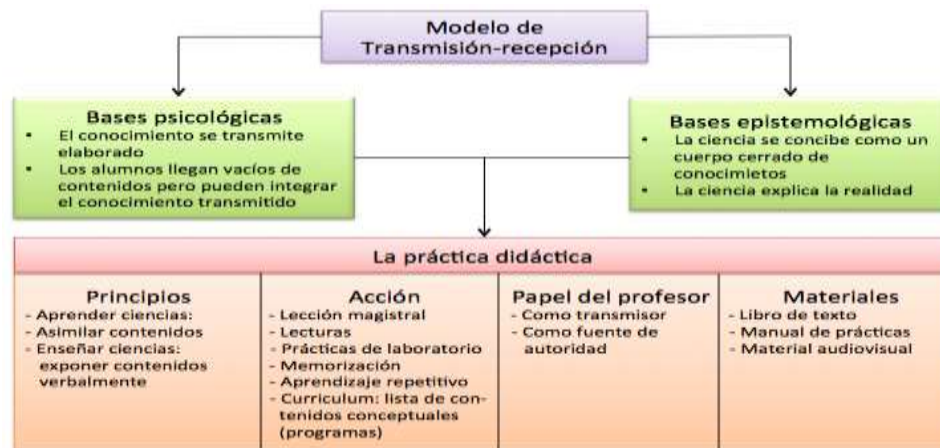 Modelo de
Transmisión-recepción
Bases psicológicas
• El conocimiento se transmite
elaborado
• Los alumnos llegan vacíos de
contenidos pero pueden integrar
el conocimiento transmitido
Bases epistemológicas
• La ciencia se concibe como un
cuerpo cerrado de
conocimietos
• La ciencia explica la realidad
La práctica didáctica
Principios
- Aprender ciencias:
- Asimilar contenidos
- Enseñar ciencias:
exponer contenidos
verbalmente
Acción
- Lección magistral
- Lecturas
- Prácticas de laboratorio
- Memorización
- Aprendizaje repetitivo
- Curriculum: lista de con-
tenidos conceptuales
(programas)
Papel del profesor
- Como transmisor
- Como fuente de
autoridad
Materiales
- Libro de texto
- Manual de prácticas
- Material audiovisual